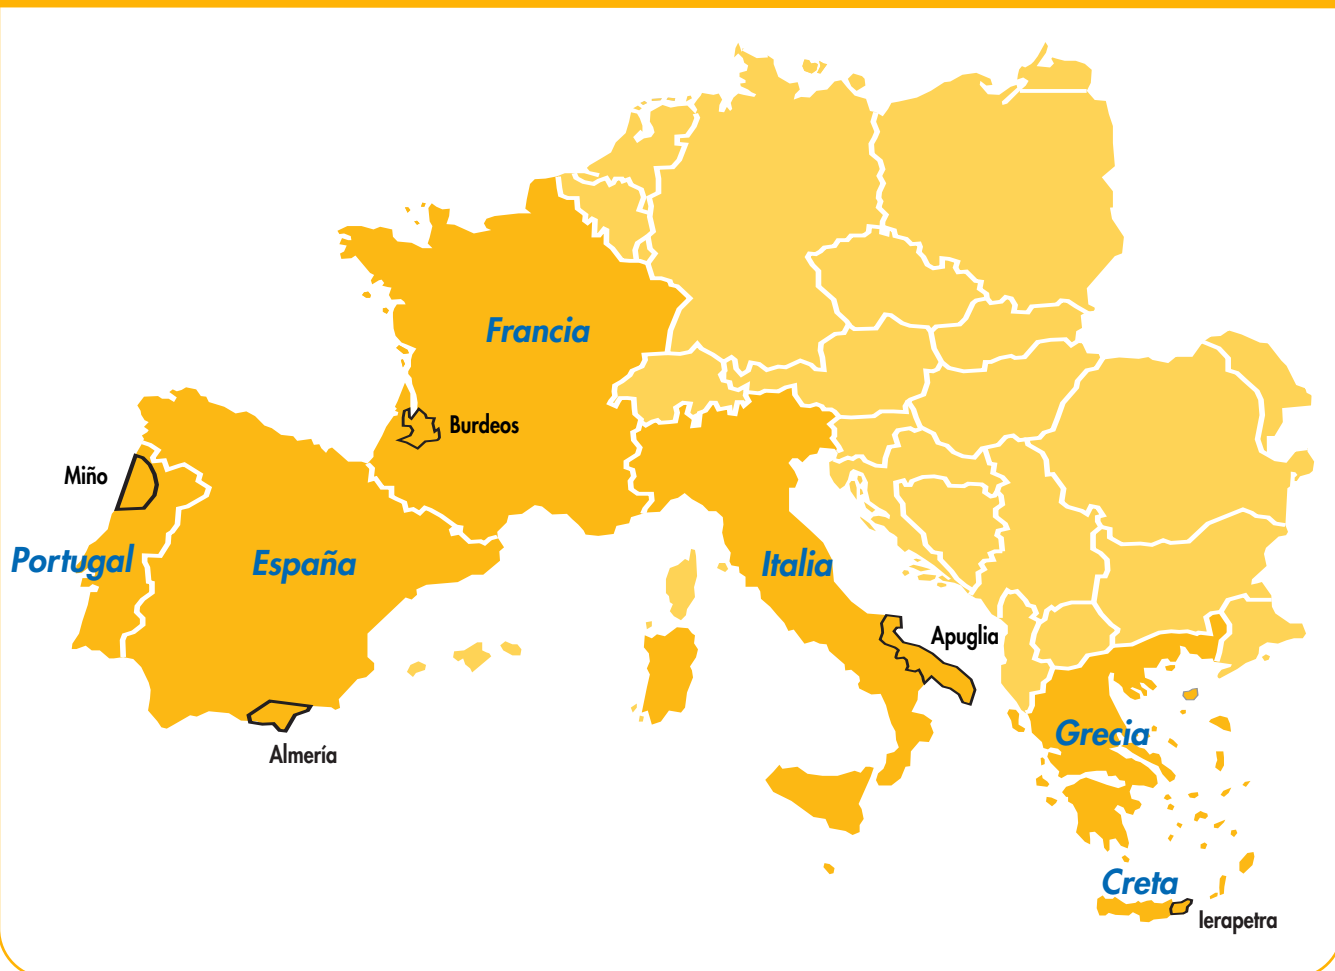 Francia
Burdeos
Miño
Portugal
España
Italia
Apuglia
Almería
Grecia
Creta
Ierapetra